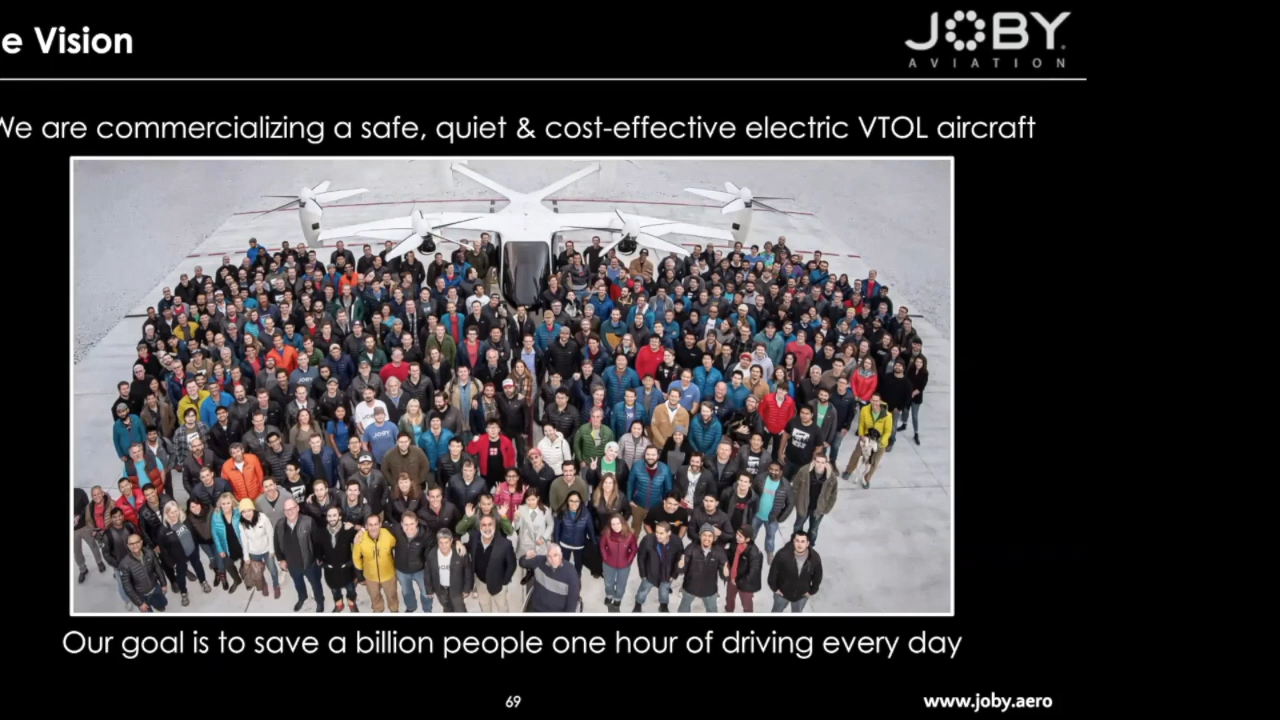 e Vision
JOBY
AVIATION
We are commercializing a safe, quiet & cost-effective electric VTOL aircraft
JOBY
Our goal is to save a billion people one hour of driving every day
69
www.joby.aero